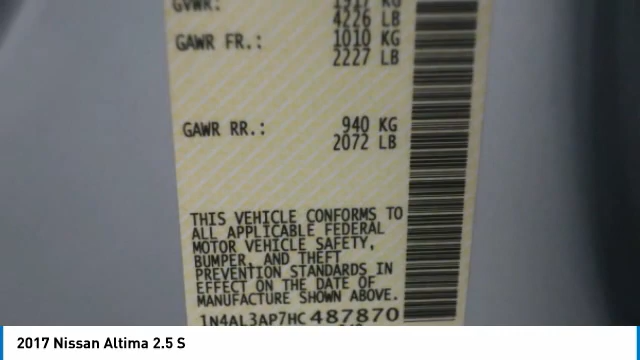 GVWR: 1917 KG
4226 LB
GAWR FR.: 1010 KG
2227 LB
GAWR RR.: 940 KG
2072 LB
THIS VEHICLE CONFORMS TO
ALL APPLICABLE FEDERAL
MOTOR VEHICLE SAFETY,
BUMPER, AND THEFT
PREVENTION STANDARDS IN
EFFECT ON THE DATE OF
MANUFACTURE SHOWN ABOVE.
1N4AL3AP7HC487870
2017 Nissan Altima 2.5 S